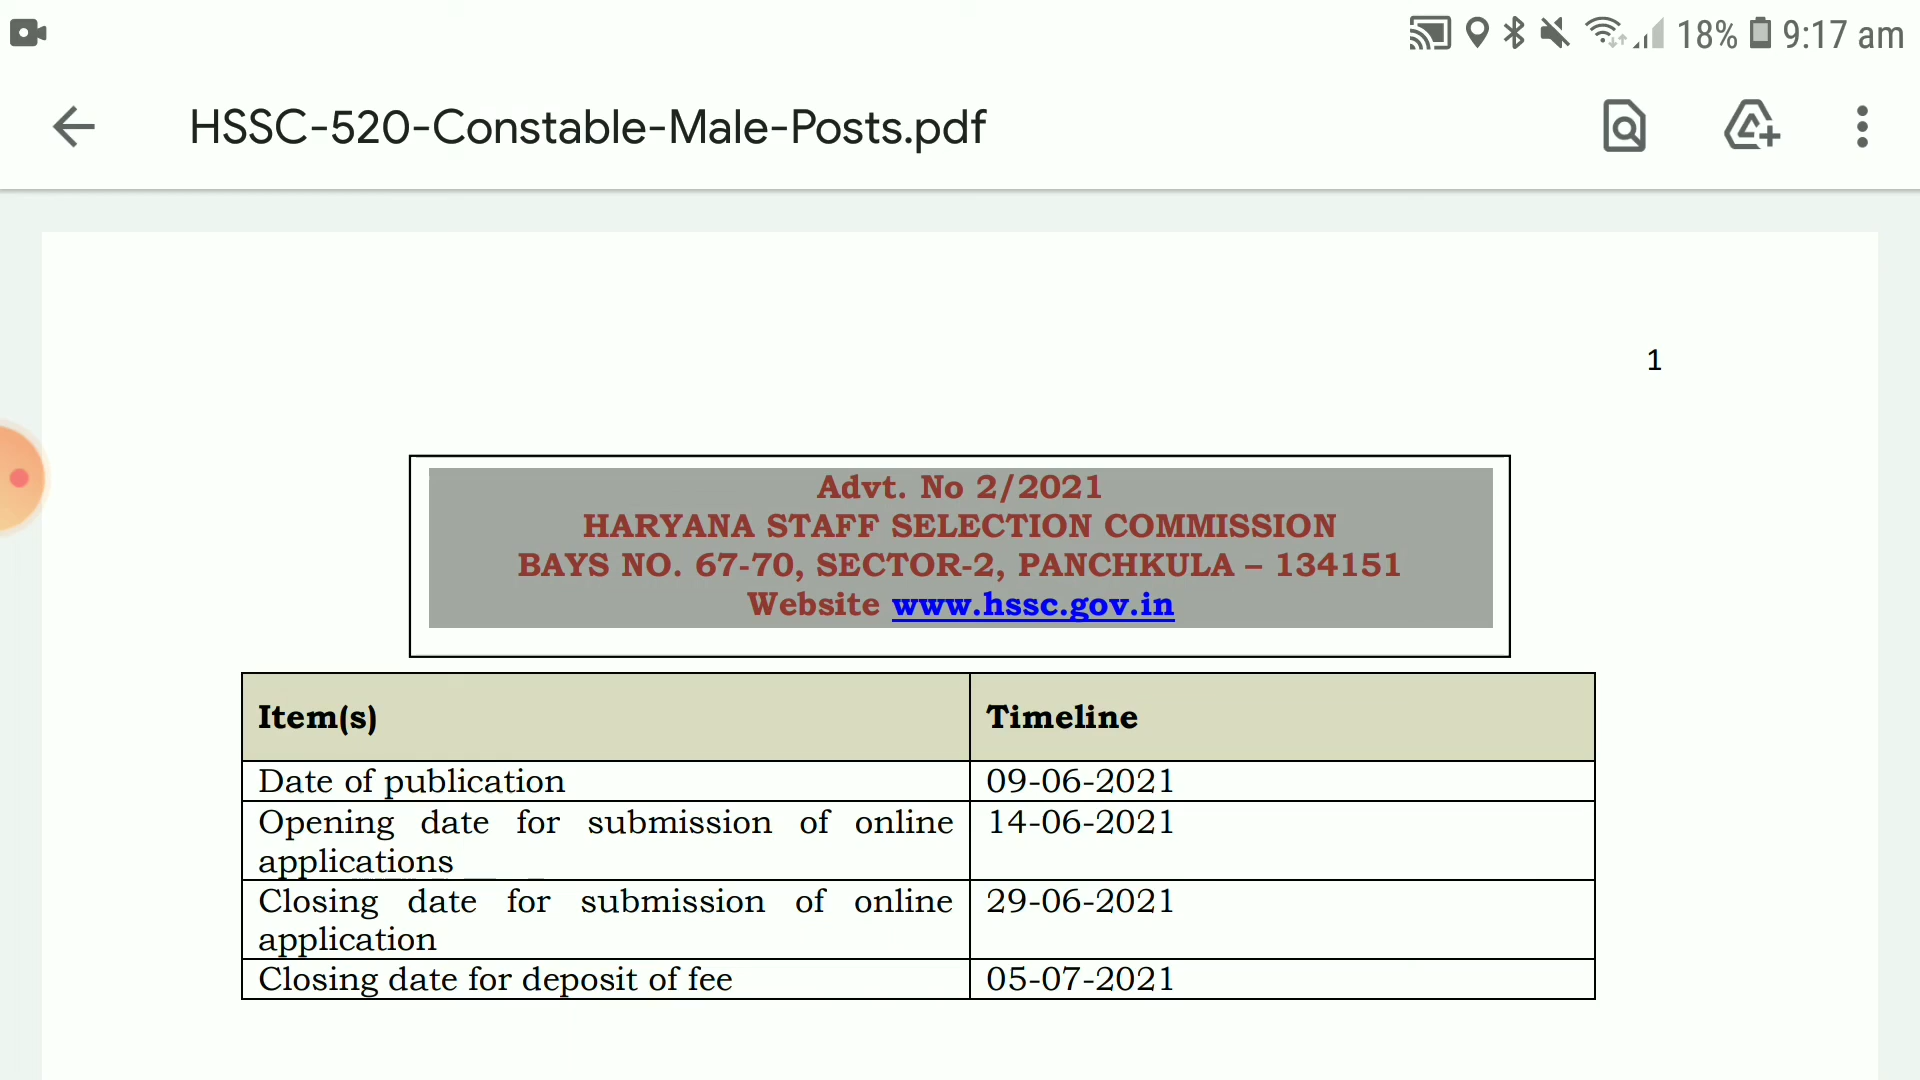 18% 9:17 am
HSSC-520-Constable-Male-Posts.pdf
1
Advt. No 2/2021
HARYANA STAFF SELECTION COMMISSION
BAYS NO. 67-70, SECTOR-2, PANCHKULA – 134151
Website www.hssc.gov.in
Item(s) Timeline
Date of publication 09-06-2021
Opening date for submission of online 14-06-2021
applications
Closing date for submission of online 29-06-2021
application
Closing date for deposit of fee 05-07-2021